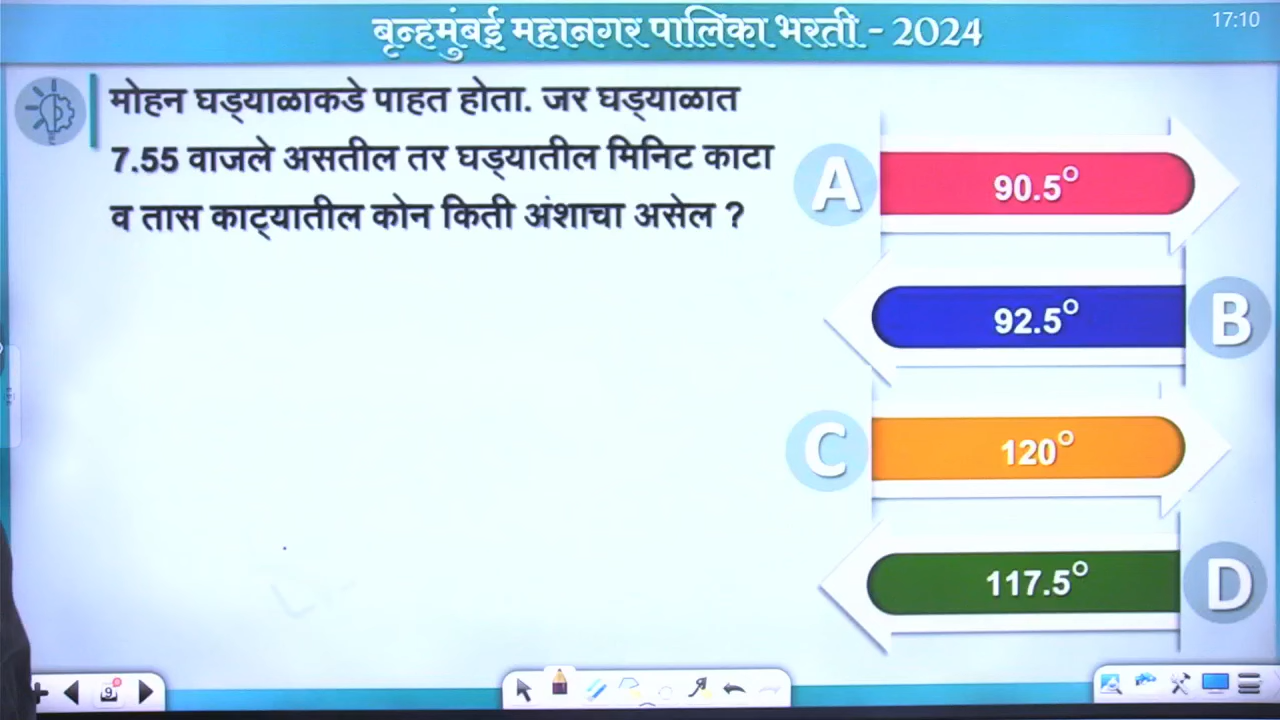 बृन्हमुंबई महानगर पालिका भरती - 2024
17:10
मोहन घड्याळाकडे पाहत होता. जर घड्याळात
7.55 वाजले असतील तर घड्यातील मिनिट काटा
व तास काट्यातील कोन किती अंशाचा असेल ?
A
90.5°
92.5°
B
C
120°
117.5°
D
9